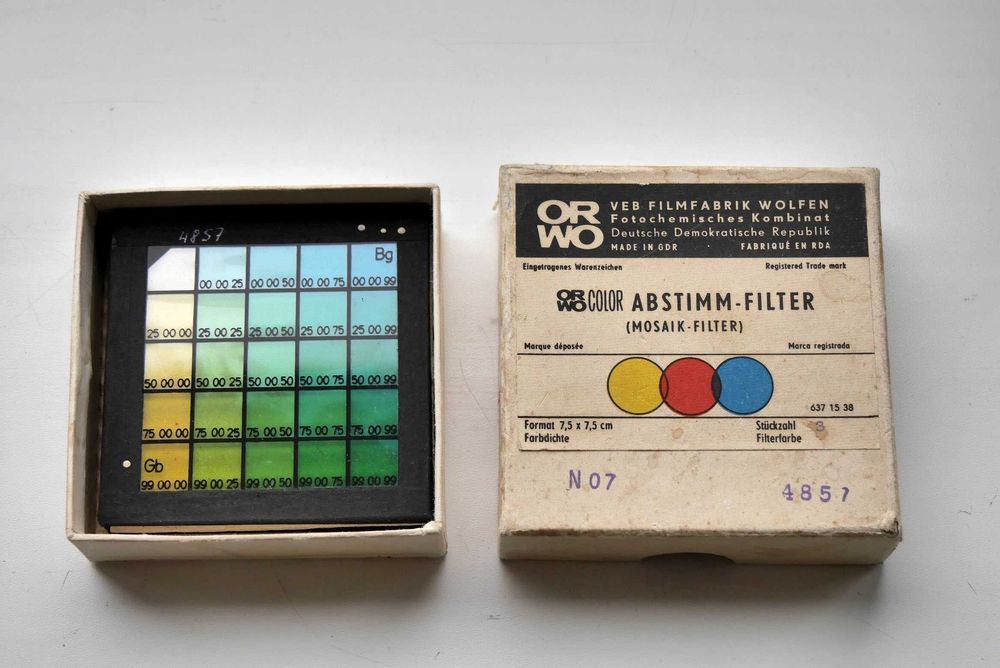 4857
Bg
00 00 25 00 00 50 00 00 75 00 00 99
25 00 00 25 00 25 25 00 50 25 00 75 25 00 99
50 00 00 50 00 25 50 00 50 50 00 75 50 00 99
75 00 00 75 00 25 75 00 50 75 00 75 75 00 99
Gb
99 00 00 99 00 25 99 00 50 99 00 75 99 00 99
ORWO
VEB FILMFABRIK WOLFEN
Fotochemisches Kombinat
Deutsche Demokratische Republik
MADE IN GDR FABRIQUÉ EN RDA
Eingetragenes Warenzeichen Registered Trade mark
ORWO COLOR ABSTIMM-FILTER
(MOSAIK-FILTER)
Marque déposée Marca registrada
637 15 38
Format 7,5 x 7,5 cm Stückzahl 3
Farbdichte Filterfarbe
N07 4857